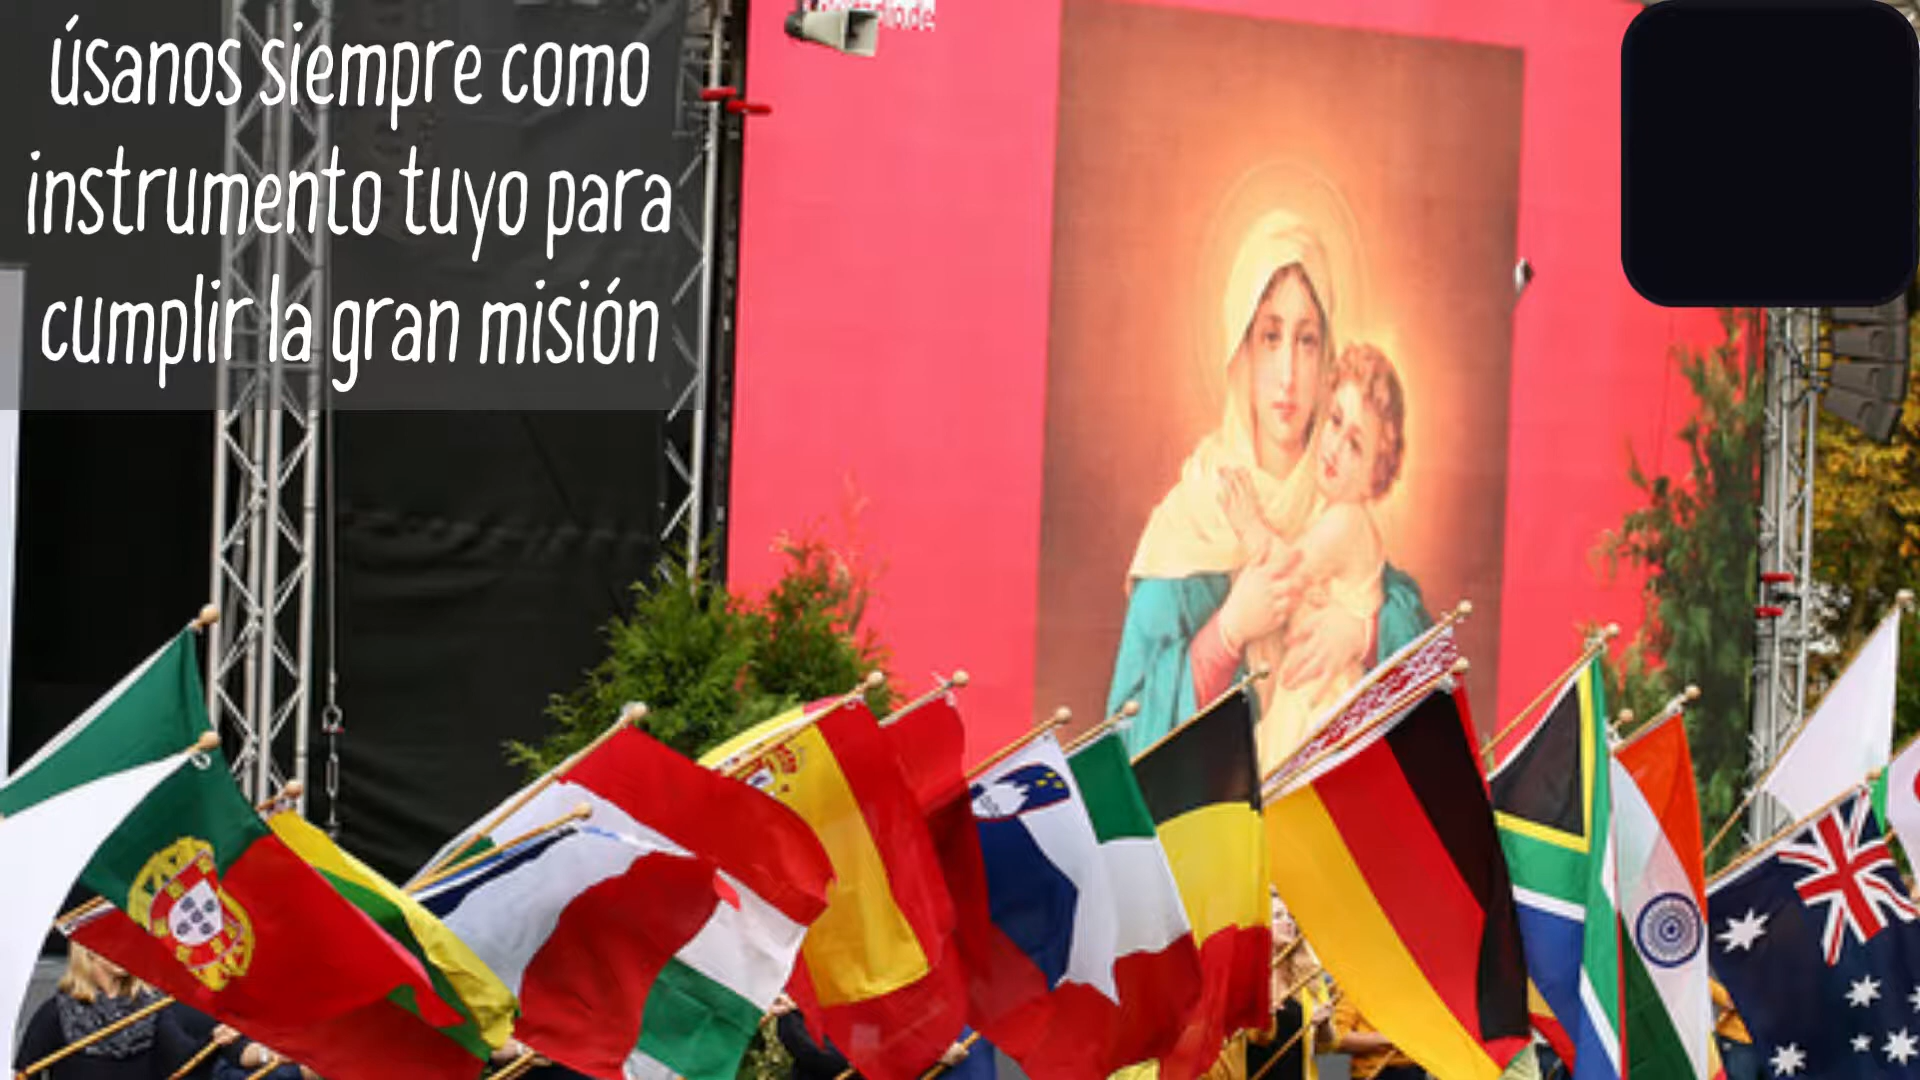 úsanos siempre como
instrumento tuyo para
cumplir la gran misión